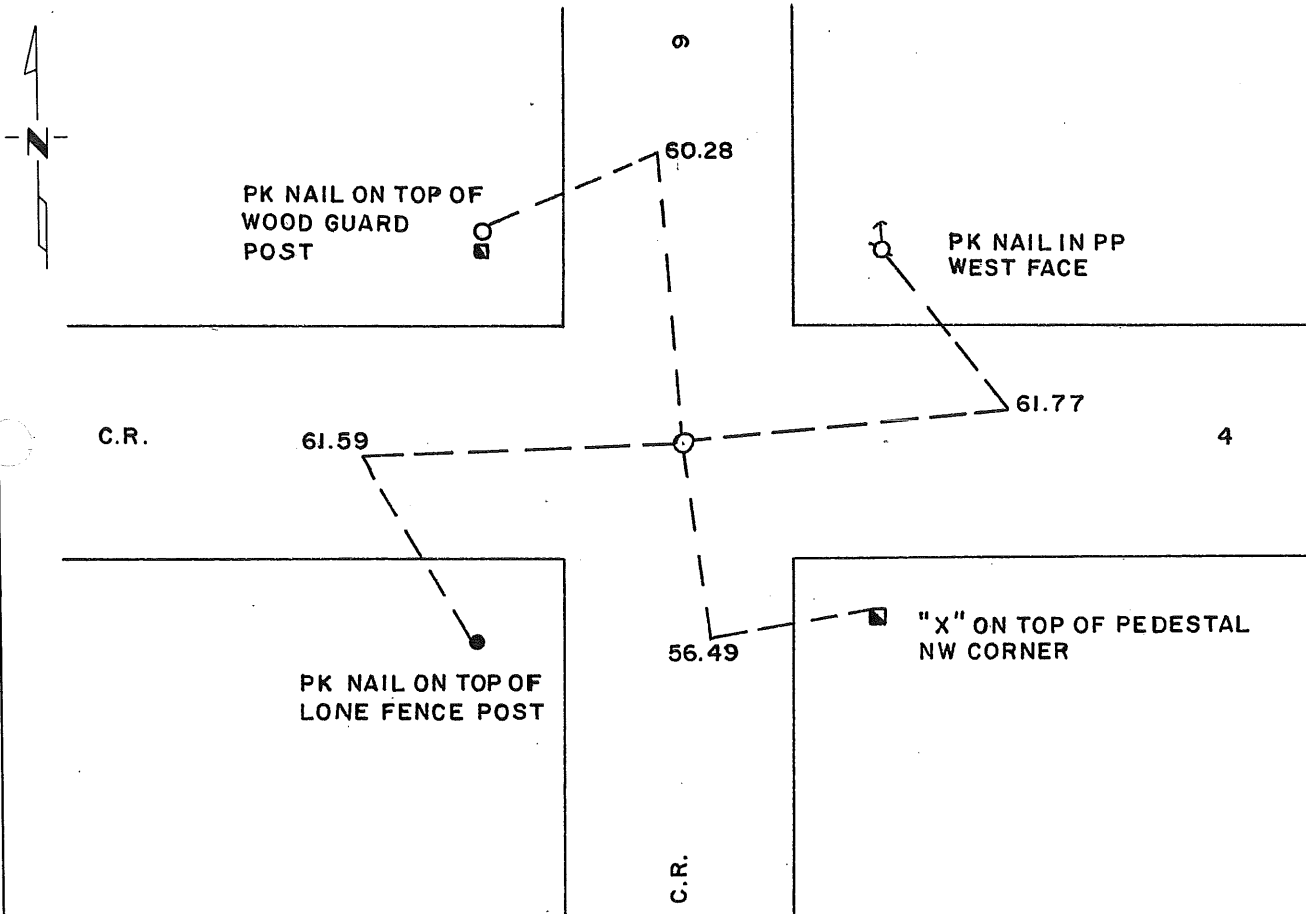 N
9
60.28
PK NAIL ON TOP OF
WOOD GUARD
POST
PK NAIL IN PP
WEST FACE
61.77
C.R.
61.59
4
"X" ON TOP OF PEDESTAL
NW CORNER
56.49
PK NAIL ON TOP OF
LONE FENCE POST
C.R.